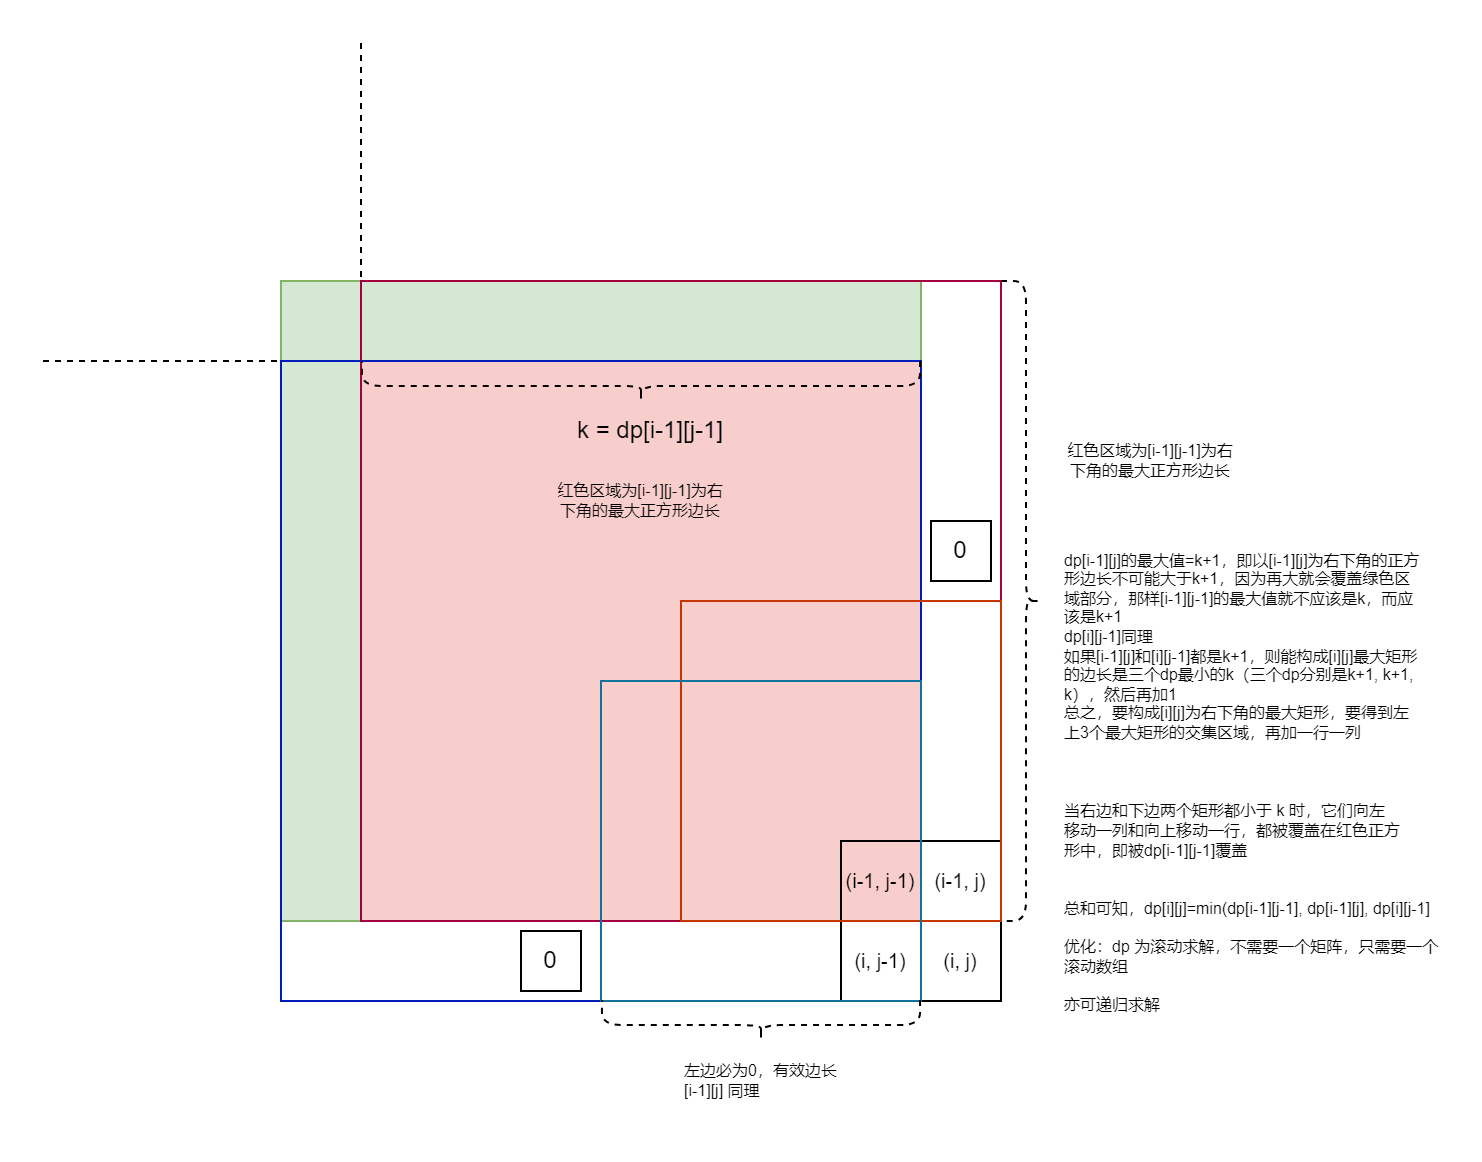 k = dp[i-1][j-1]
红色区域为[i-1][j-1]为右
下角的最大正方形边长
0
(i-1, j-1)
(i-1, j)
0
(i, j-1)
(i, j)
左边必为0，有效边长
[i-1][j] 同理
红色区域为[i-1][j-1]为右
下角的最大正方形边长
dp[i-1][j]的最大值=k+1，即以[i-1][j]为右下角的正方
形边长不可能大于k+1，因为再大就会覆盖绿色区
域部分，那样[i-1][j-1]的最大值就不应该是k，而应
该是k+1
dp[i][j-1]同理
如果[i-1][j]和[i][j-1]都是k+1，则能构成[i][j]最大矩形
的边长是三个dp最小的k（三个dp分别是k+1, k+1,
k），然后再加1
总之，要构成[i][j]为右下角的最大矩形，要得到左
上3个最大矩形的交集区域，再加一行一列
当右边和下边两个矩形都小于 k 时，它们向左
移动一列和向上移动一行，都被覆盖在红色正方
形中，即被dp[i-1][j-1]覆盖
总和可知，dp[i][j]=min(dp[i-1][j-1], dp[i-1][j], dp[i][j-1]
优化：dp 为滚动求解，不需要一个矩阵，只需要一个
滚动数组
亦可递归求解